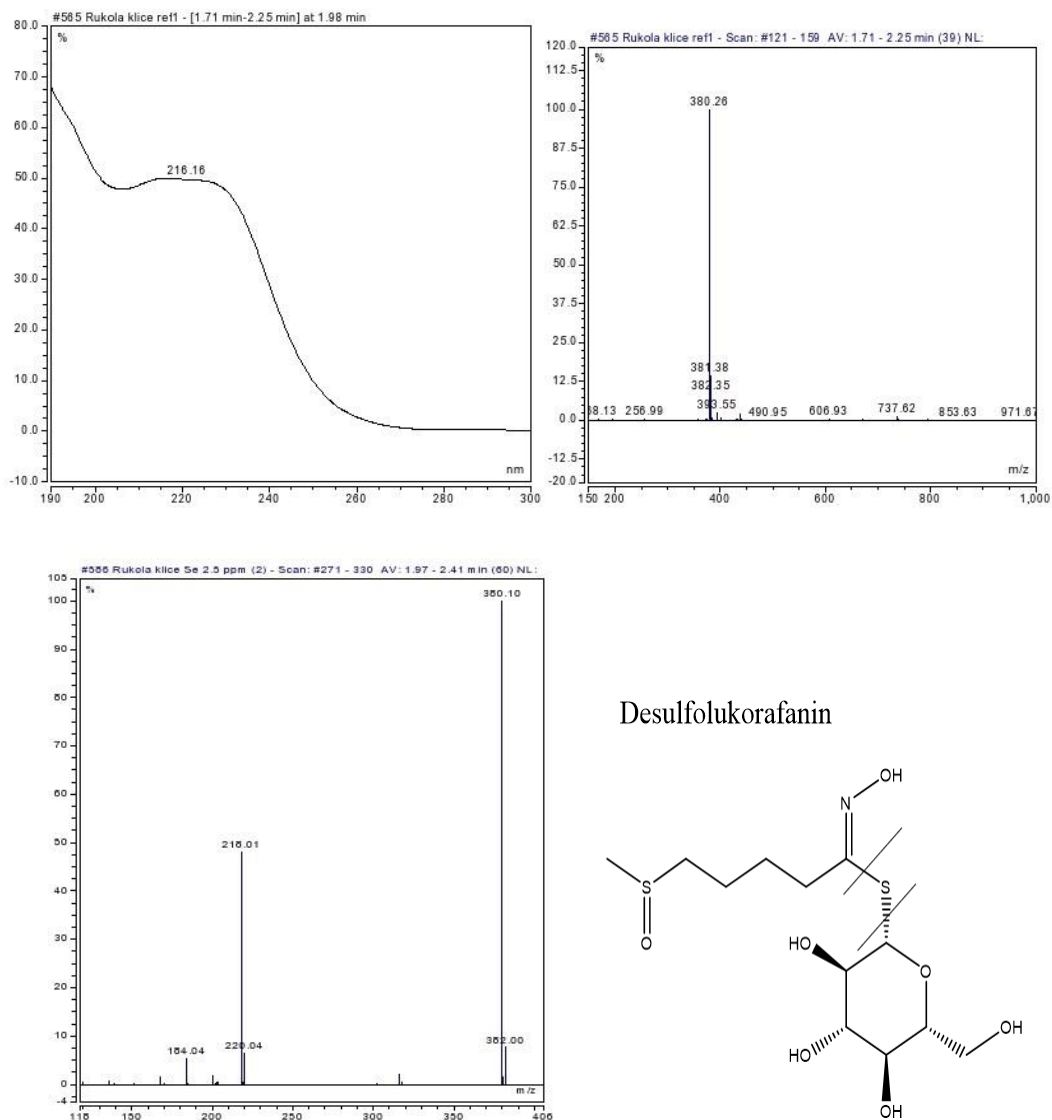 #585 Rukola klice ref1 - [1.71 min-2.25 min] at 1.98 min
80.0
%
70.0
60.0
50.0
40.0
30.0
20.0
10.0
0.0
-10.0
216.16
nm
190 200 220 240 260 280 300
#585 Rukola klice ref1 - Scan: #121 - 159 AV: 1.71 - 2.25 min (39) NL:
120.0
%
112.5
100.0
87.5
75.0
62.5
50.0
37.5
25.0
12.5
0.0
-12.5
-20.0
380.26
381.38
382.35
393.55
256.99 490.95 606.93 737.62 853.63 971.67
m/z
150 200 400 600 800 1,000
#586 Rukola klice Se 2.5 ppm (2) - Scan: #271 - 330 AV: 1.97 - 2.41 min (60) NL:
105
%
100
90
80
70
60
50
40
30
20
10
0
-4
380.10
218.01
184.04
220.04
382.00
m/z
118 150 200 250 300 350 406
Desulfolukorafanin
OH
N
S
S
O
HO
O
HO
OH
OH